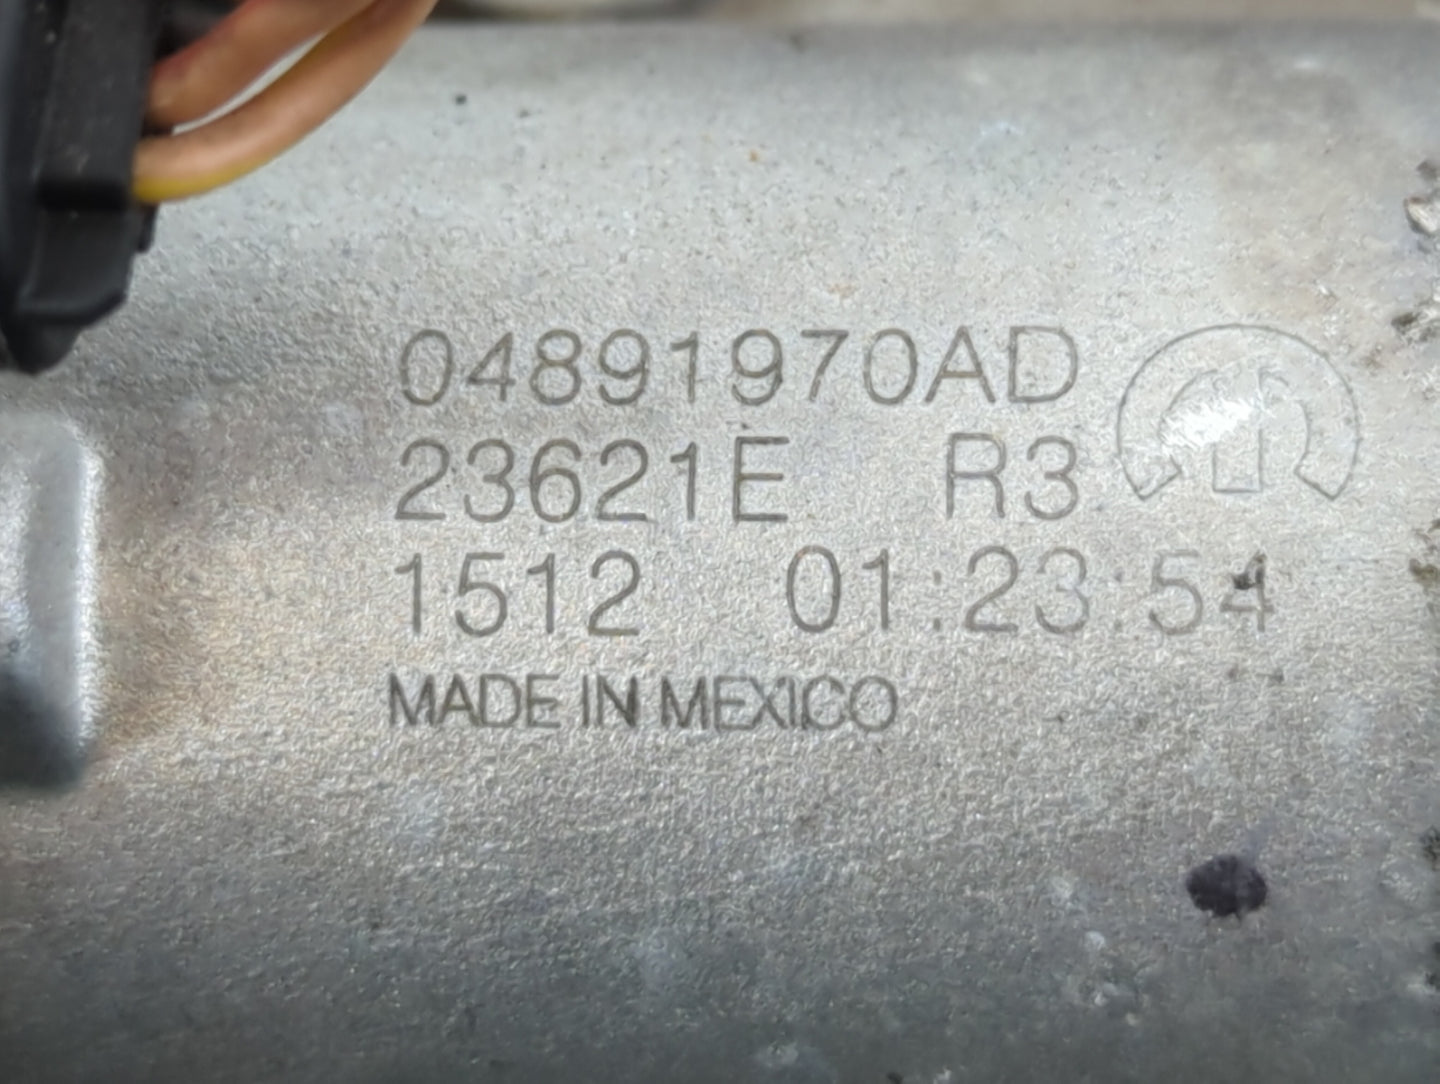 04891970AD
23621E R3
1512 01:23:54
MADE IN MEXICO